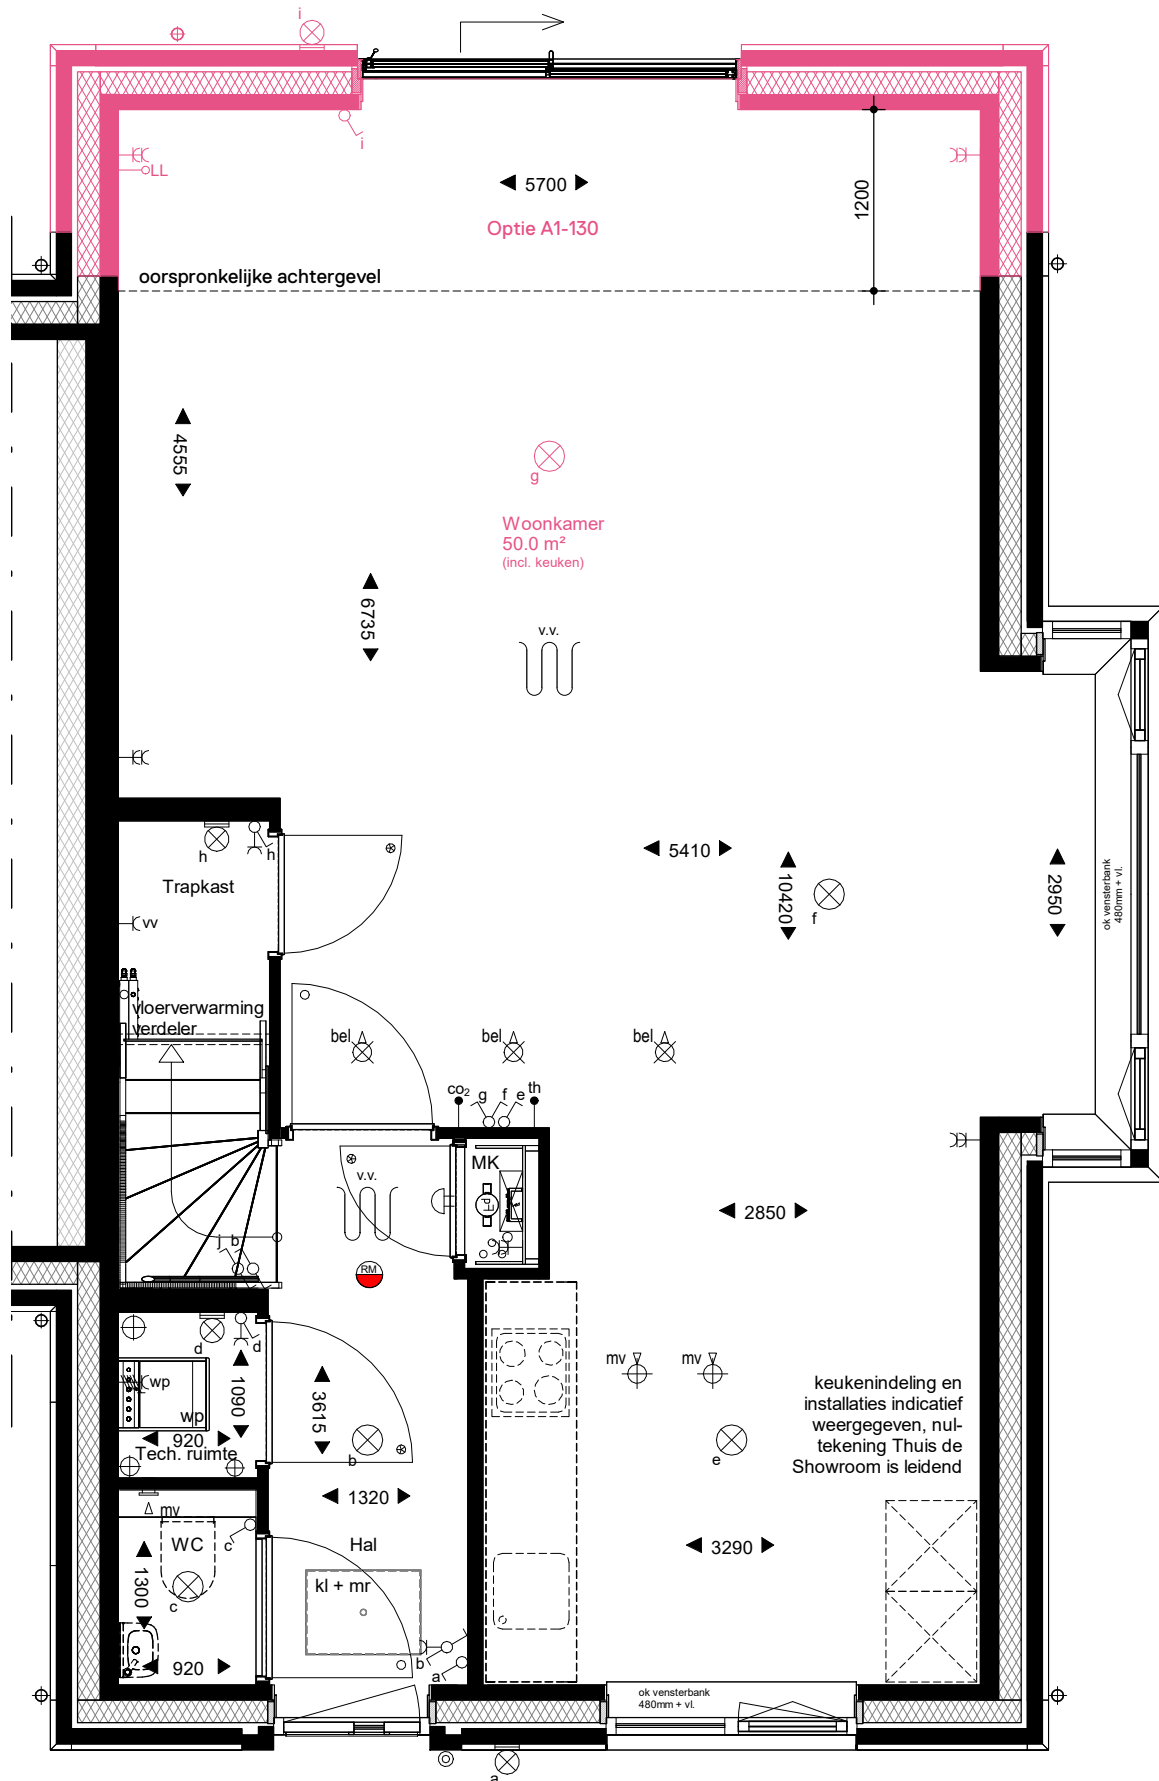 i
i
LL
5700
1200
Optie A1-130
oorspronkelijke achtergevel
4555
g
Woonkamer
50.0 m²
(incl. keuken)
6735
v.v.
h
h
Trapkast
vv
5410
10420
f
2950
ok vensterbank
480mm + vl.
vloerverwarming
verdeler
bel
bel
bel
co₂
g
f
e
th
MK
v.v.
2850
j
b
RM
d
d
wp
wp
1090
920
Tech. ruimte
3615
b
mv
mv
e
keukenindeling en
installaties indicatief
weergegeven, nul-
tekening Thuis de
Showroom is leidend
1320
mv
WC
c
c
1300
Hal
kl + mr
3290
920
b
a
ok vensterbank
480mm + vl.
a